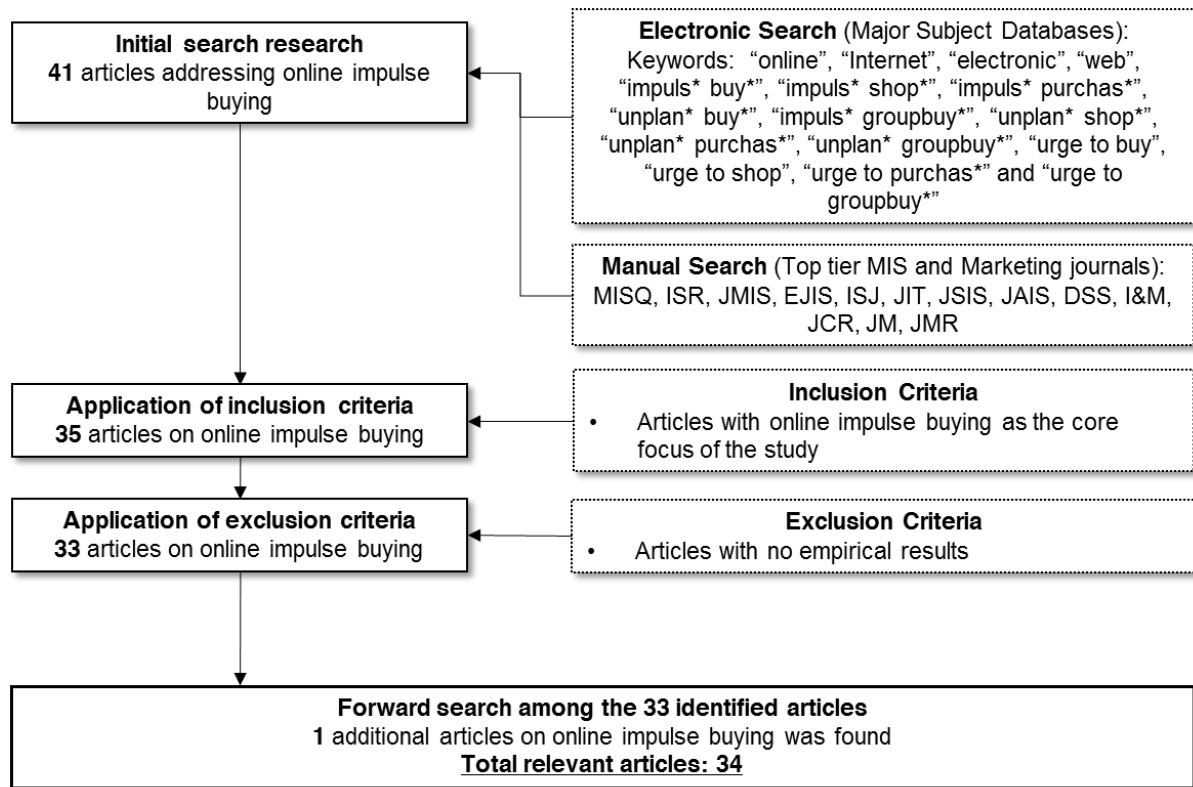 Initial search research
41 articles addressing online impulse
buying
Electronic Search (Major Subject Databases):
Keywords: “online”, “Internet”, “electronic”, “web”,
“impuls* buy*”, “impuls* shop*”, “impuls* purchas*”,
“unplan* buy*”, “impuls* groupbuy*”, “unplan* shop*”,
“unplan* purchas*”, “unplan* groupbuy*”, “urge to buy”,
“urge to shop”, “urge to purchas*” and “urge to
groupbuy*”
Manual Search (Top tier MIS and Marketing journals):
MISQ, ISR, JMIS, EJIS, ISJ, JIT, JSIS, JAIS, DSS, I&M,
JCR, JM, JMR
Application of inclusion criteria
35 articles on online impulse buying
Inclusion Criteria
• Articles with online impulse buying as the core
focus of the study
Application of exclusion criteria
33 articles on online impulse buying
Exclusion Criteria
• Articles with no empirical results
Forward search among the 33 identified articles
1 additional articles on online impulse buying was found
Total relevant articles: 34